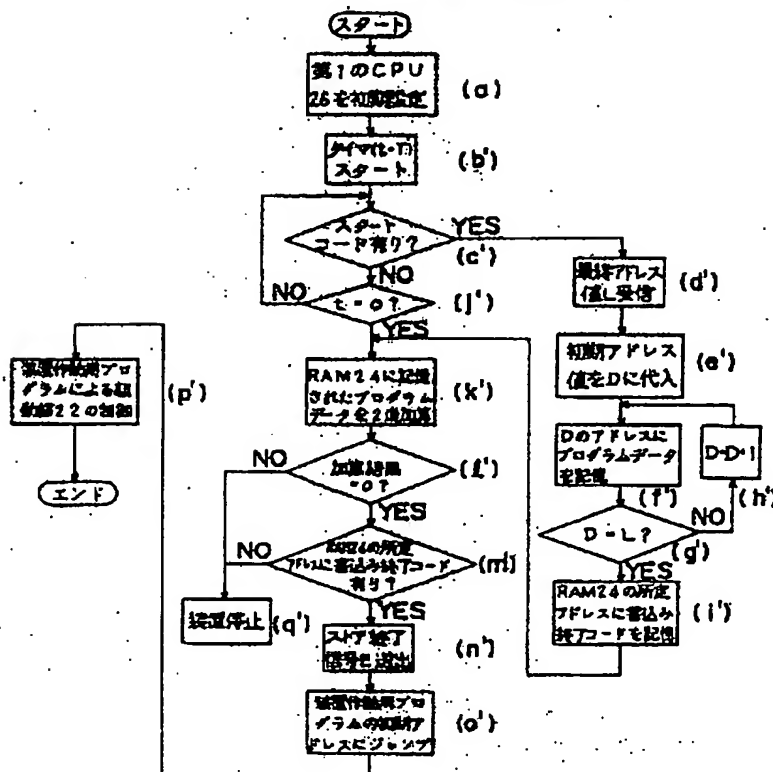 スタート
第1のCPU
26を初期設定
(a)
タイマ(t=T)
スタート
(b')
スタート
コード有り?
YES
(c')
NO
t=0?
NO
(j')
YES
最終アドレス
値L受信
(d')
初期アドレス
値をDに代入
(e')
Dのアドレスに
プログラムデータ
を記憶
(f')
D=D+1
(h')
D=L?
NO
(g')
YES
RAM24の所定
アドレスに書込み
終了コードを記憶
(i')
RAM24に記憶
されたプログラム
データを2進加算
(k')
加算結果
=0?
NO
(l')
YES
RAM24の所定
アドレスに書込み終了コード
有り?
NO
(m')
YES
装置停止
(q')
ストア終了
信号を送出
(n')
装置作動用プロ
グラムの初期ア
ドレスにジャンプ
(o')
装置作動用プロ
グラムによる
22の制御
(p')
エンド